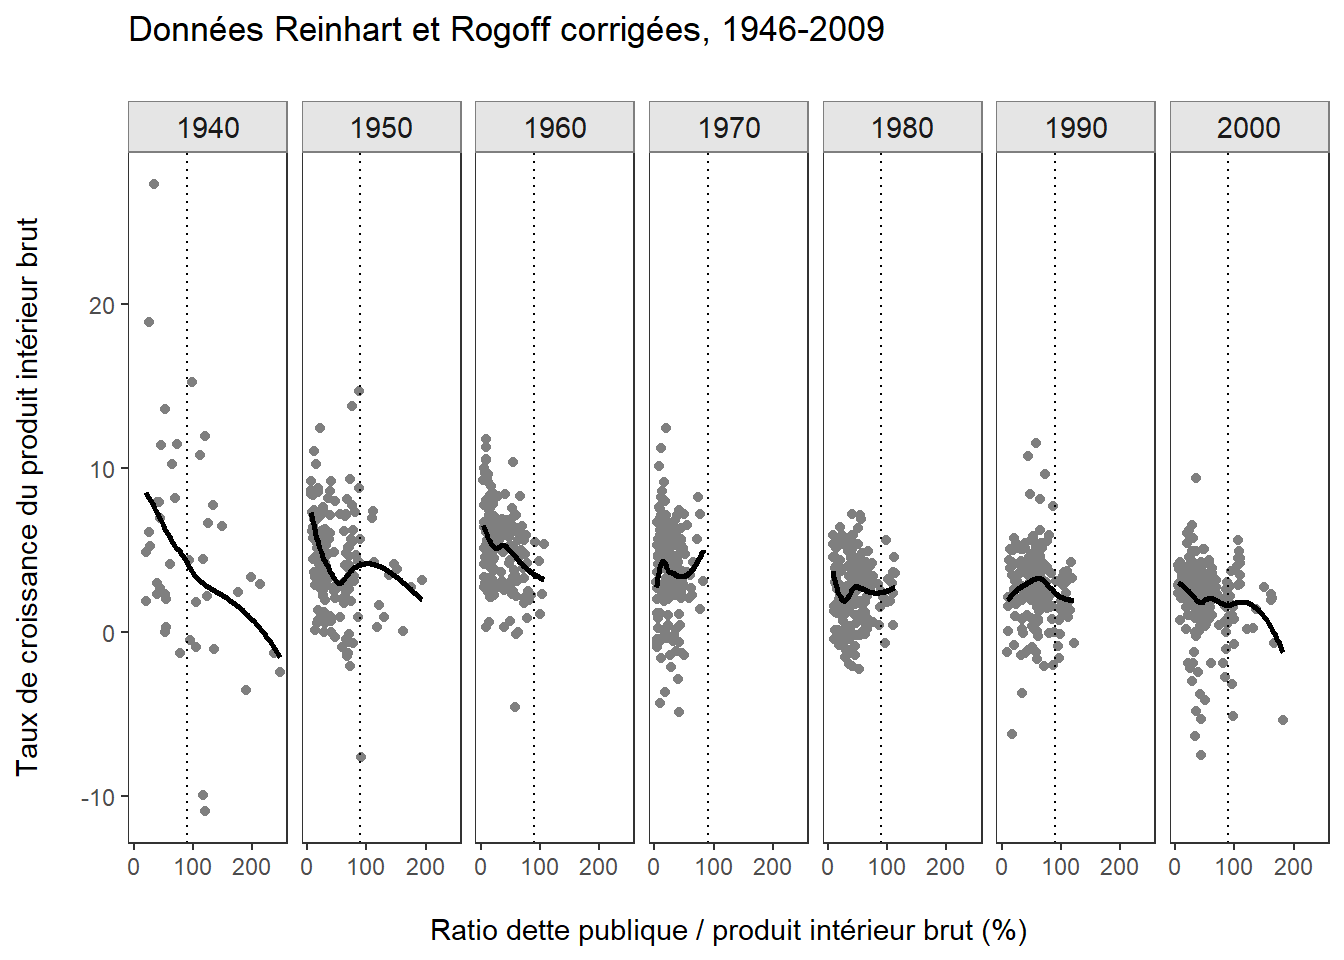 Données Reinhart et Rogoff corrigées, 1946-2009
1940 1950 1960 1970 1980 1990 2000
Taux de croissance du produit intérieur brut
20
10
0
-10
0 100 200 0 100 200 0 100 200 0 100 200 0 100 200 0 100 200 0 100 200
Ratio dette publique / produit intérieur brut (%)